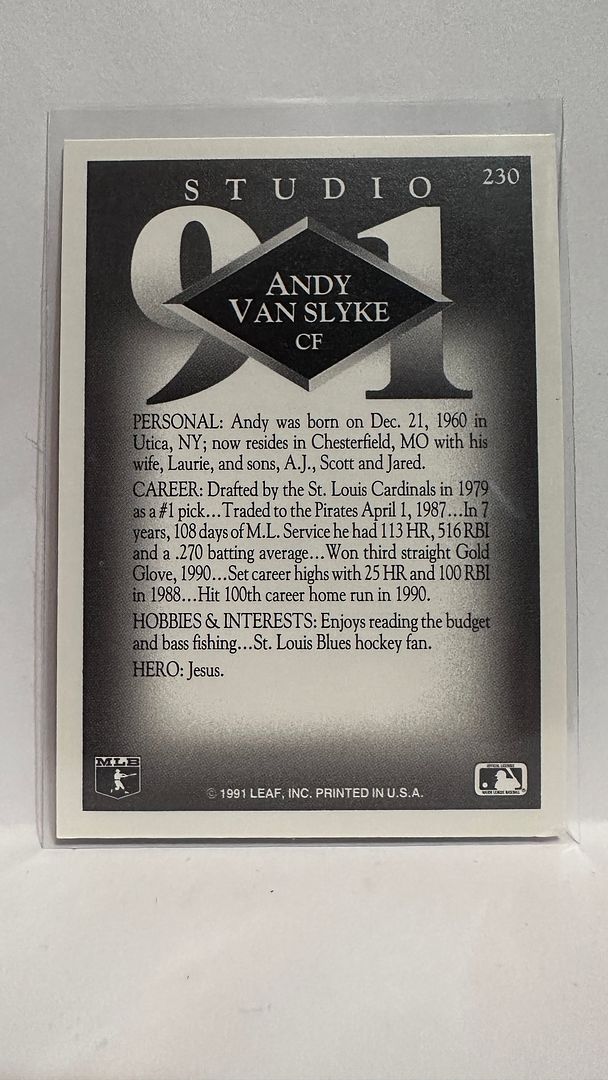 STUDIO
230
91
ANDY
VAN SLYKE
CF
PERSONAL: Andy was born on Dec. 21, 1960 in
Utica, NY; now resides in Chesterfield, MO with his
wife, Laurie, and sons, A.J., Scott and Jared.
CAREER: Drafted by the St. Louis Cardinals in 1979
as a #1 pick...Traded to the Pirates April 1, 1987...In 7
years, 108 days of M.L. Service he had 113 HR, 516 RBI
and a .270 batting average...Won third straight Gold
Glove, 1990...Set career highs with 25 HR and 100 RBI
in 1988...Hit 100th career home run in 1990.
HOBBIES & INTERESTS: Enjoys reading the budget
and bass fishing...St. Louis Blues hockey fan.
HERO: Jesus.
MLB
© 1991 LEAF, INC. PRINTED IN U.S.A.
OFFICIAL LICENSEE
MAJOR LEAGUE BASEBALL